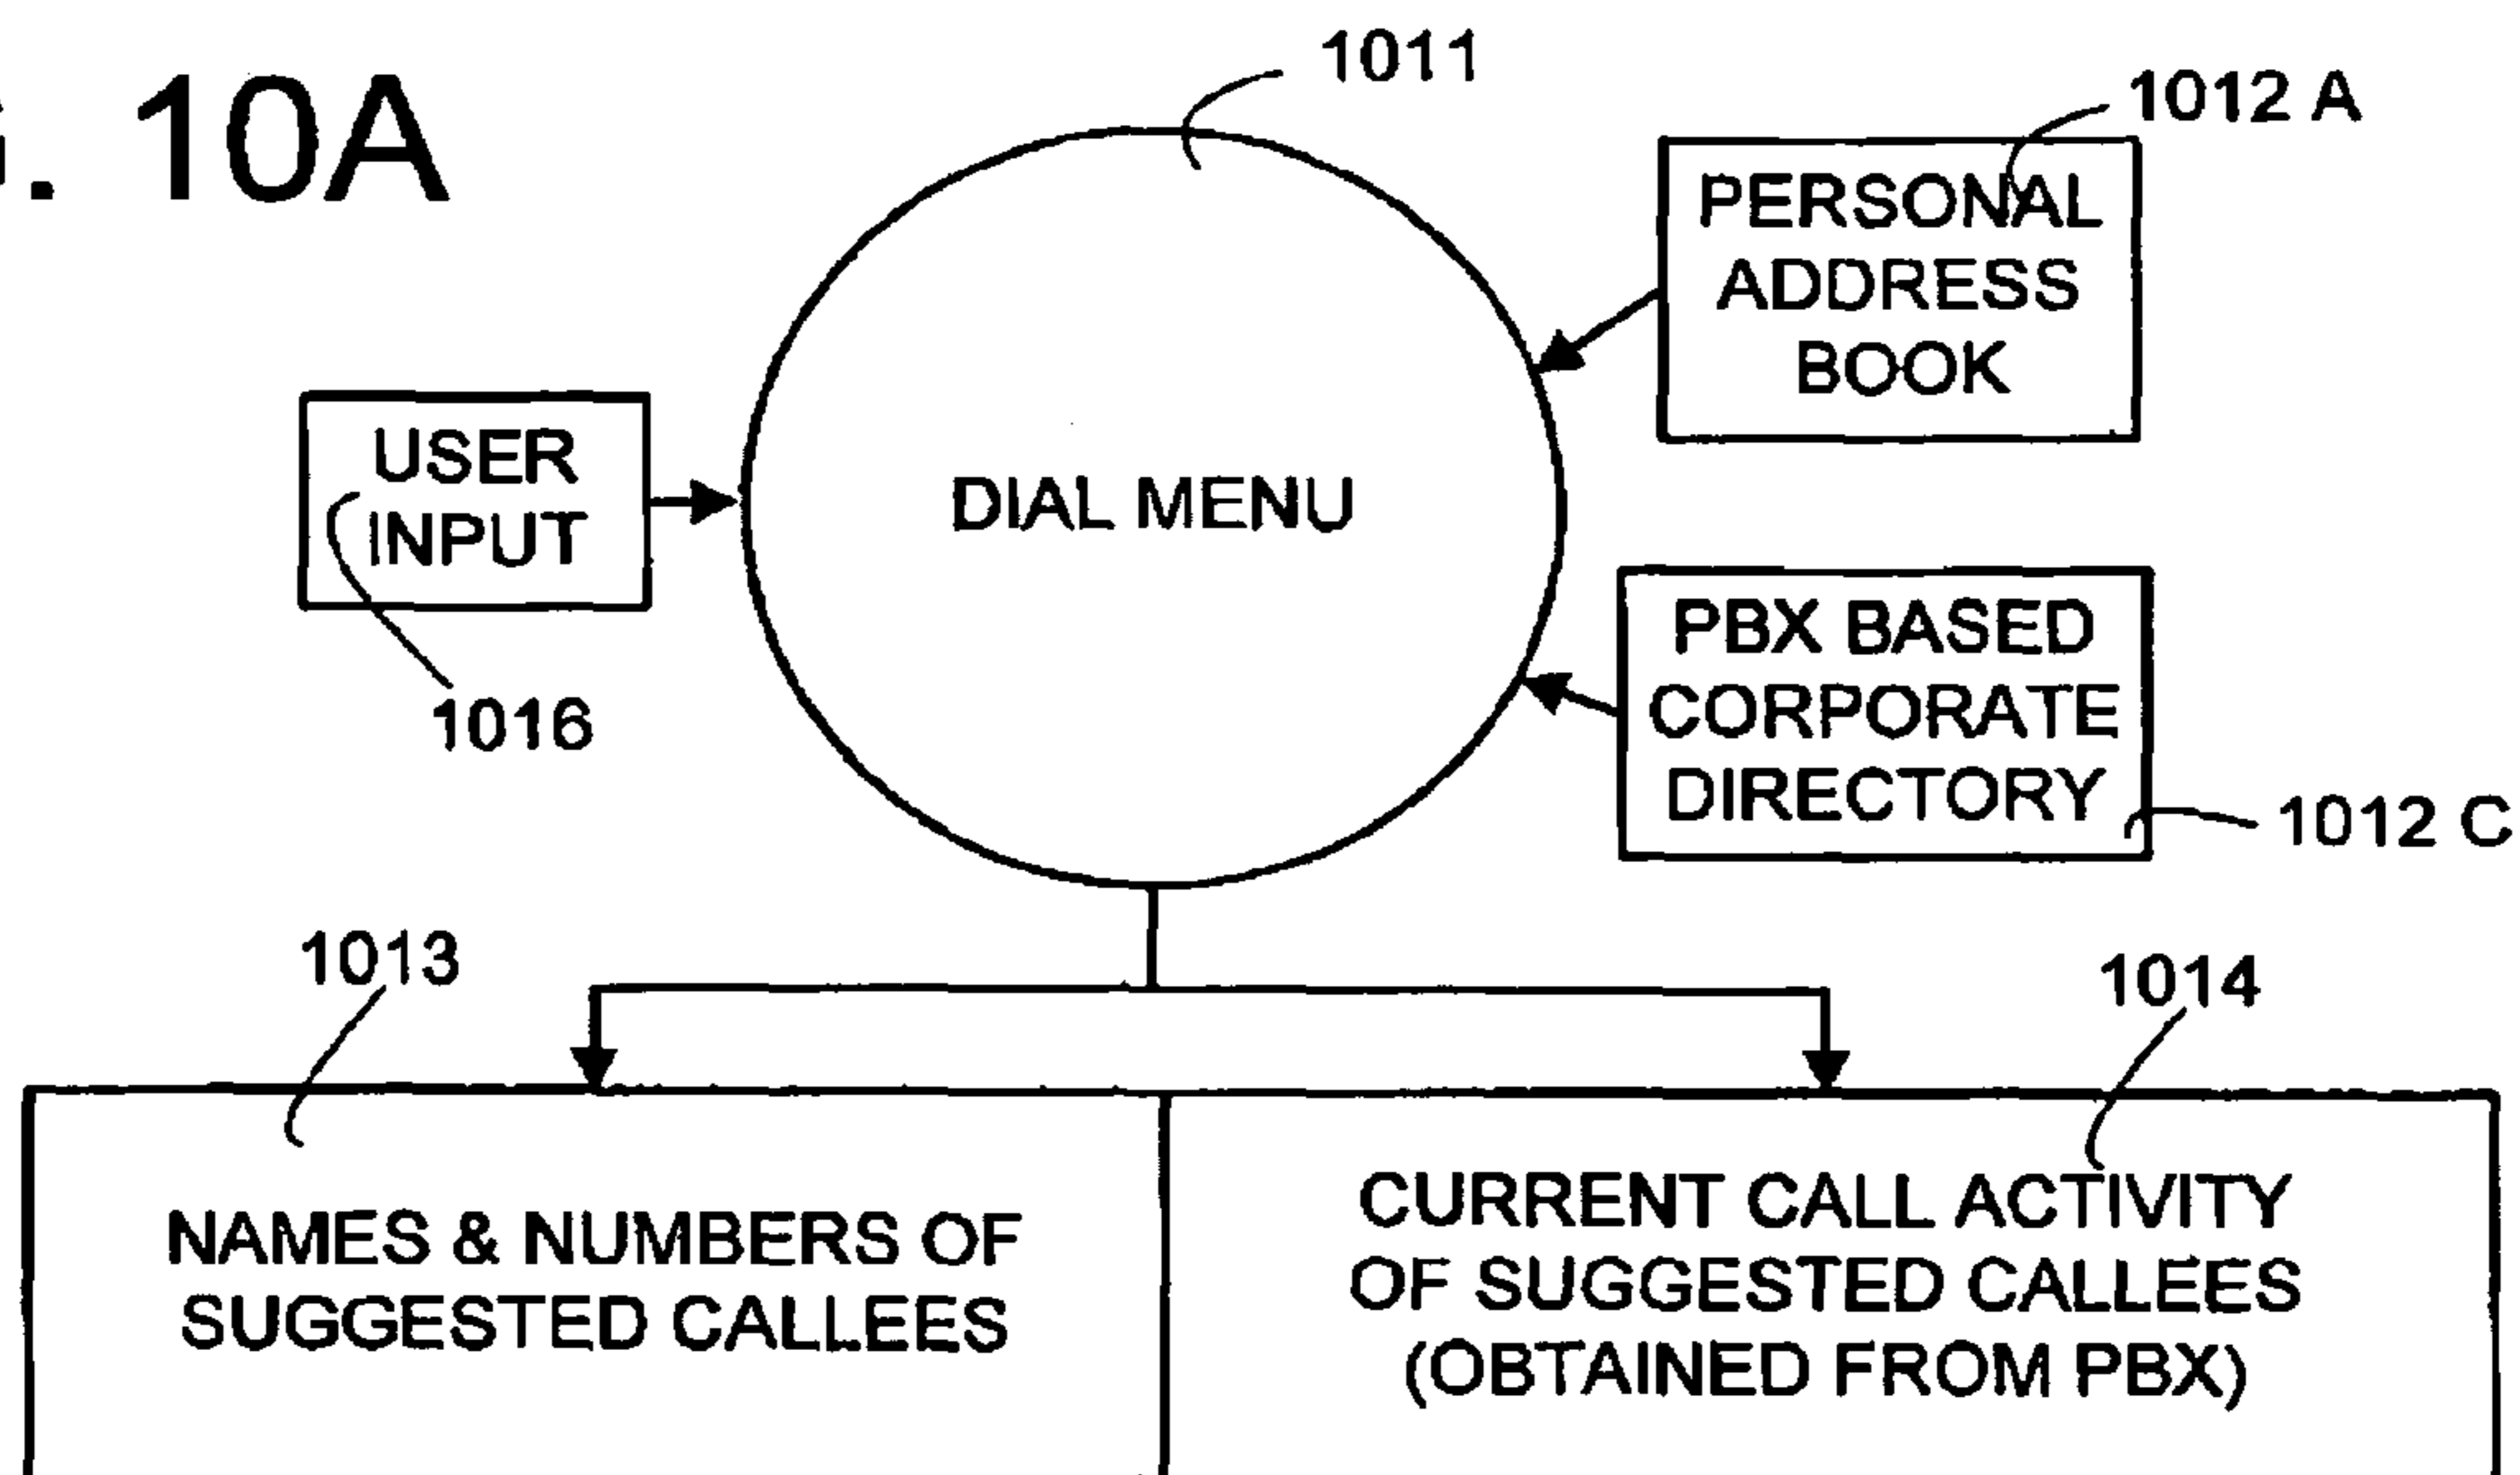 . 10A
1011
1012 A
PERSONAL
ADDRESS
BOOK
USER
INPUT
1016
DIAL MENU
PBX BASED
CORPORATE
DIRECTORY
1012 C
1013
1014
NAMES & NUMBERS OF
SUGGESTED CALLEES
CURRENT CALL ACTIVITY
OF SUGGESTED CALLEES
(OBTAINED FROM PBX)